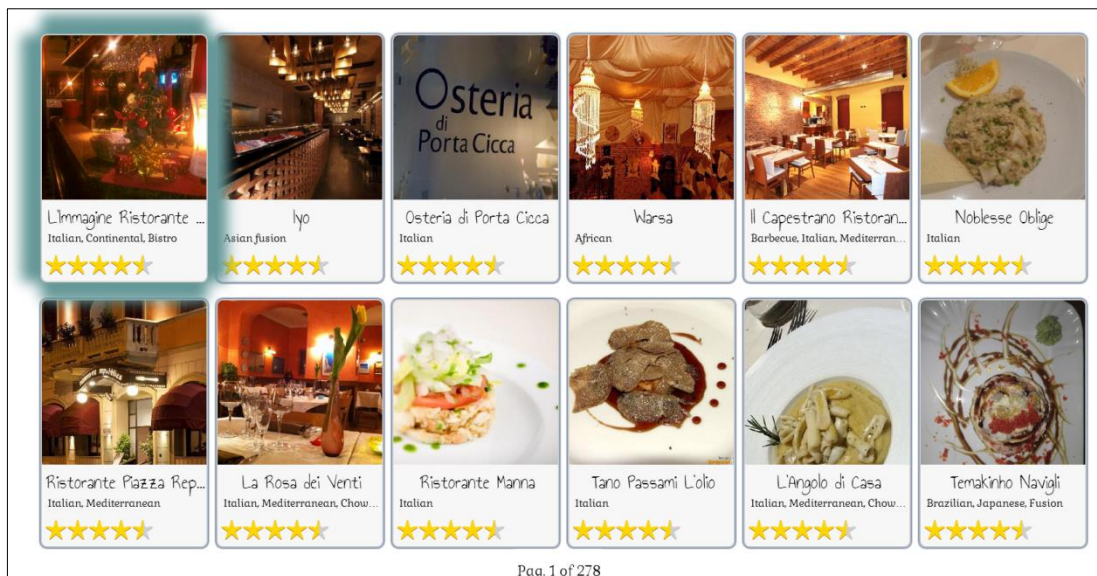 Osteria
di
Porta Cicca
L'Immagine Ristorante ...
Italian, Continental, Bistro
Iyo
Asian fusion
Osteria di Porta Cicca
Italian
Warsa
African
Il Capestrano Ristoran...
Barbecue, Italian, Mediterran...
Noblesse Oblige
Italian
Ristorante Piazza Rep...
Italian, Mediterranean
La Rosa dei Venti
Italian, Mediterranean, Chow...
Ristorante Manna
Italian
Tano Passami L'olio
Italian
L'Angolo di Casa
Italian, Mediterranean, Chow...
Temakinho Navigli
Brazilian, Japanese, Fusion
Pag. 1 of 278